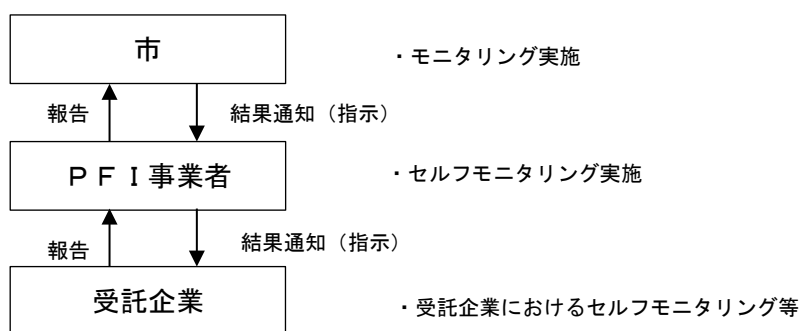 市
・モニタリング実施
報告
結果通知（指示）
ＰＦＩ事業者
・セルフモニタリング実施
報告
結果通知（指示）
受託企業
・受託企業におけるセルフモニタリング等